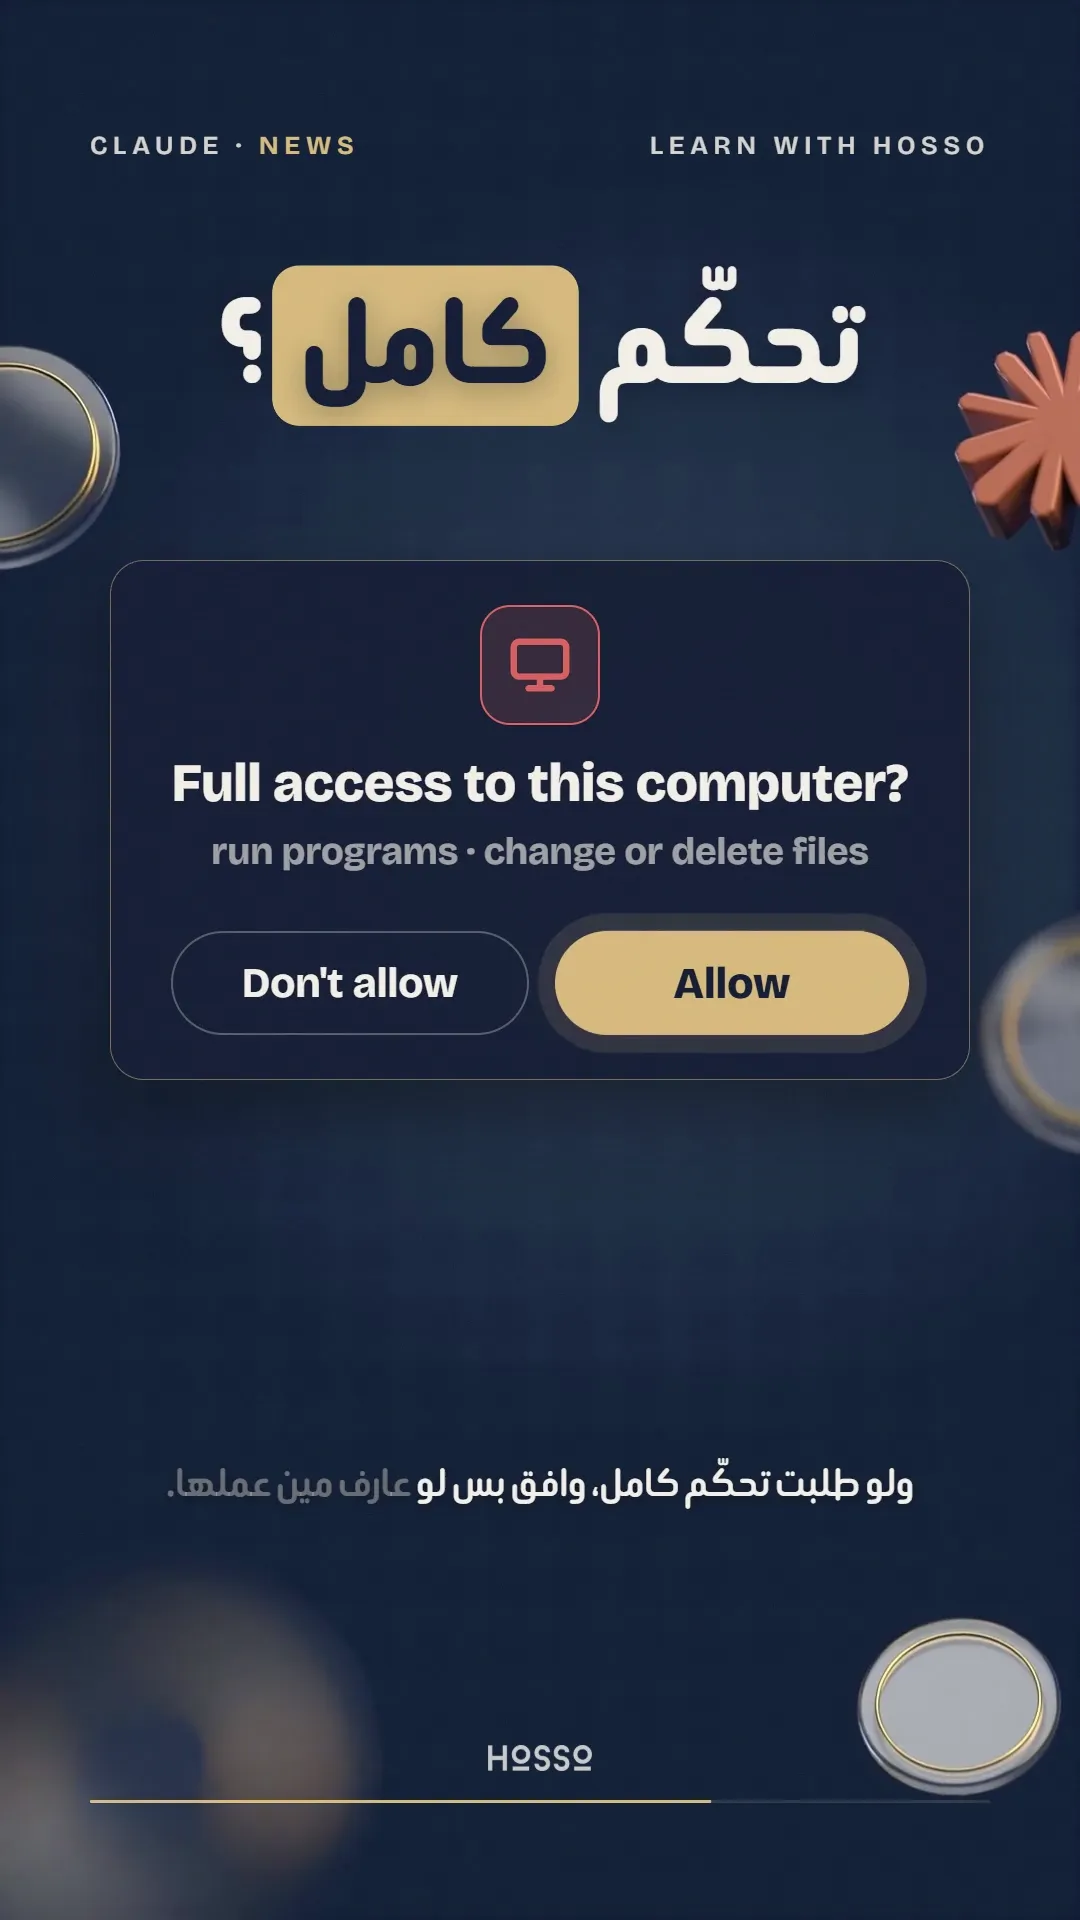 CLAUDE · NEWS
LEARN WITH HOSSO
تحكّم كامل؟
Full access to this computer?
run programs · change or delete files
Don't allow
Allow
ولو طلبت تحكّم كامل، وافق بس لو عارف مين عملها.
HOSSO